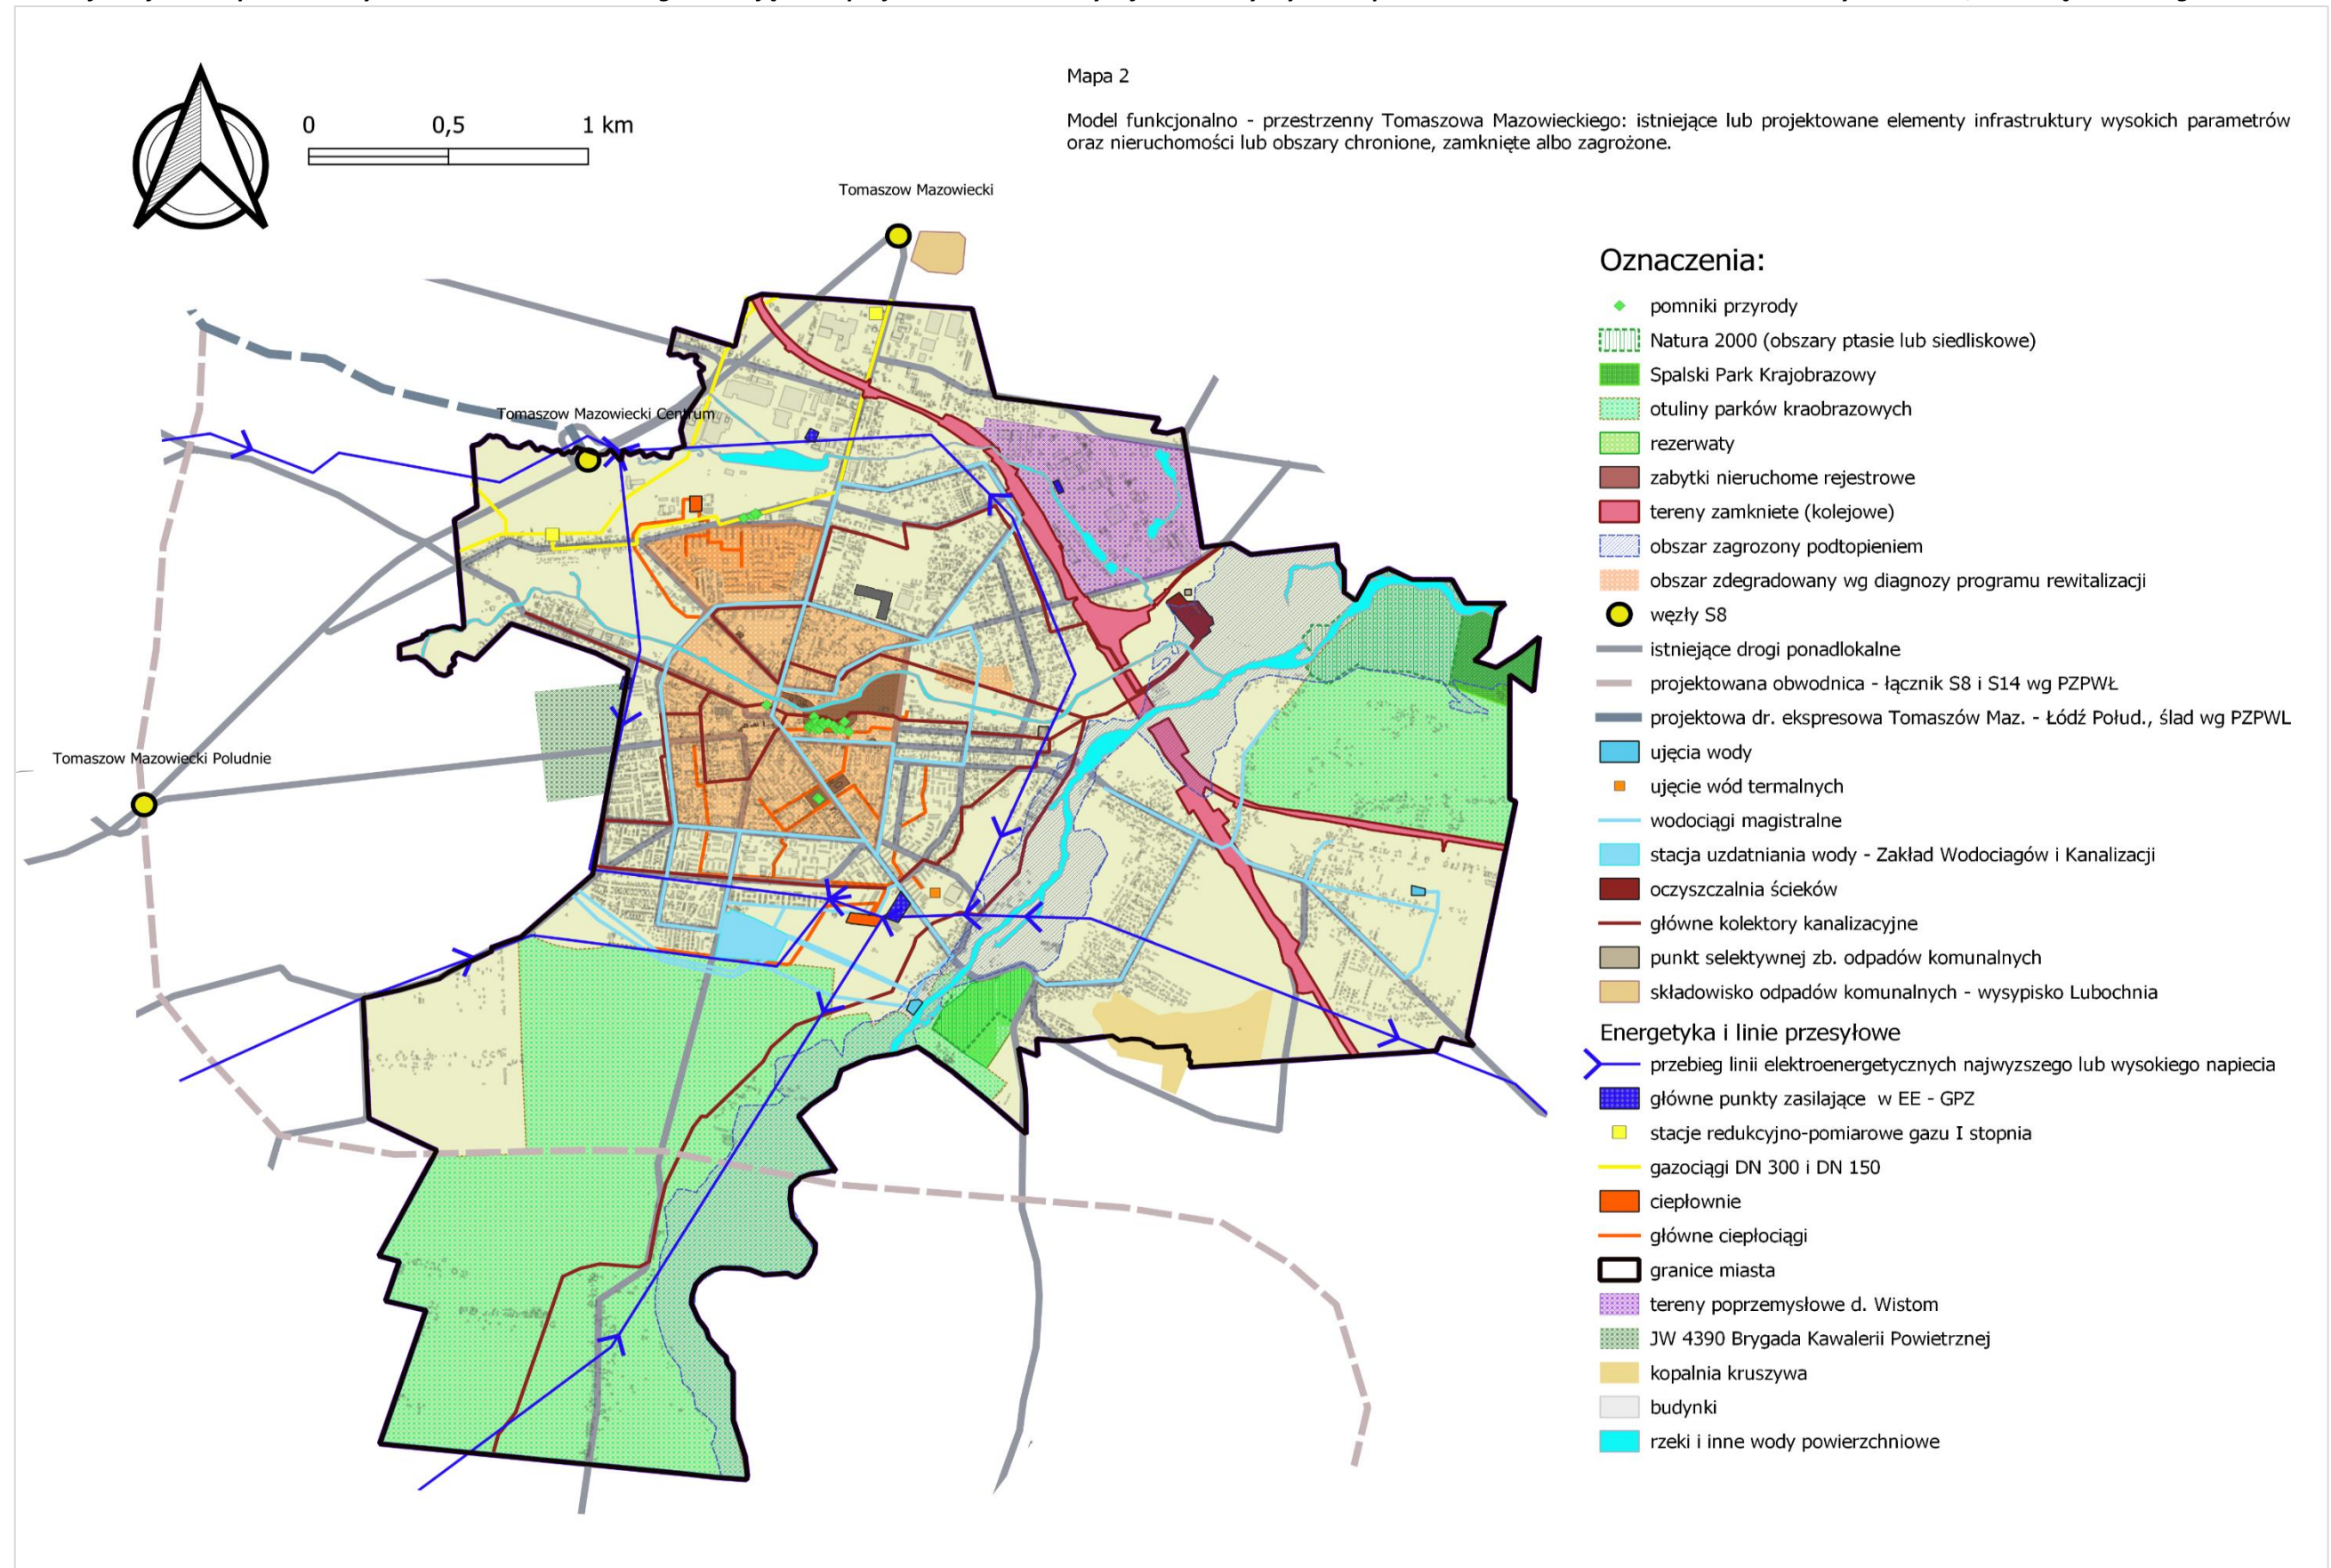 Mapa 2
Model funkcjonalno - przestrzenny Tomaszowa Mazowieckiego: istniejące lub projektowane elementy infrastruktury wysokich parametrów
oraz nieruchomości lub obszary chronione, zamknięte albo zagrożone.
0 0,5 1 km
Tomaszow Mazowiecki
Tomaszow Mazowiecki Centrum
Tomaszow Mazowiecki Poludnie
Oznaczenia:
pomniki przyrody
Natura 2000 (obszary ptasie lub siedliskowe)
Spalski Park Krajobrazowy
otuliny parków kraobrazowych
rezerwaty
zabytki nieruchome rejestrowe
tereny zamkniete (kolejowe)
obszar zagrozony podtopieniem
obszar zdegradowany wg diagnozy programu rewitalizacji
węzły S8
istniejące drogi ponadlokalne
projektowana obwodnica - łącznik S8 i S14 wg PZPWŁ
projektowa dr. ekspresowa Tomaszów Maz. - Łódź Połud., ślad wg PZPWL
ujęcia wody
ujęcie wód termalnych
wodociągi magistralne
stacja uzdatniania wody - Zakład Wodociagów i Kanalizacji
oczyszczalnia ścieków
główne kolektory kanalizacyjne
punkt selektywnej zb. odpadów komunalnych
składowisko odpadów komunalnych - wysypisko Lubochnia
Energetyka i linie przesyłowe
przebieg linii elektroenergetycznych najwyzszego lub wysokiego napiecia
główne punkty zasilające w EE - GPZ
stacje redukcyjno-pomiarowe gazu I stopnia
gazociągi DN 300 i DN 150
ciepłownie
główne ciepłociągi
granice miasta
tereny poprzemysłowe d. Wistom
JW 4390 Brygada Kawalerii Powietrznej
kopalnia kruszywa
budynki
rzeki i inne wody powierzchniowe